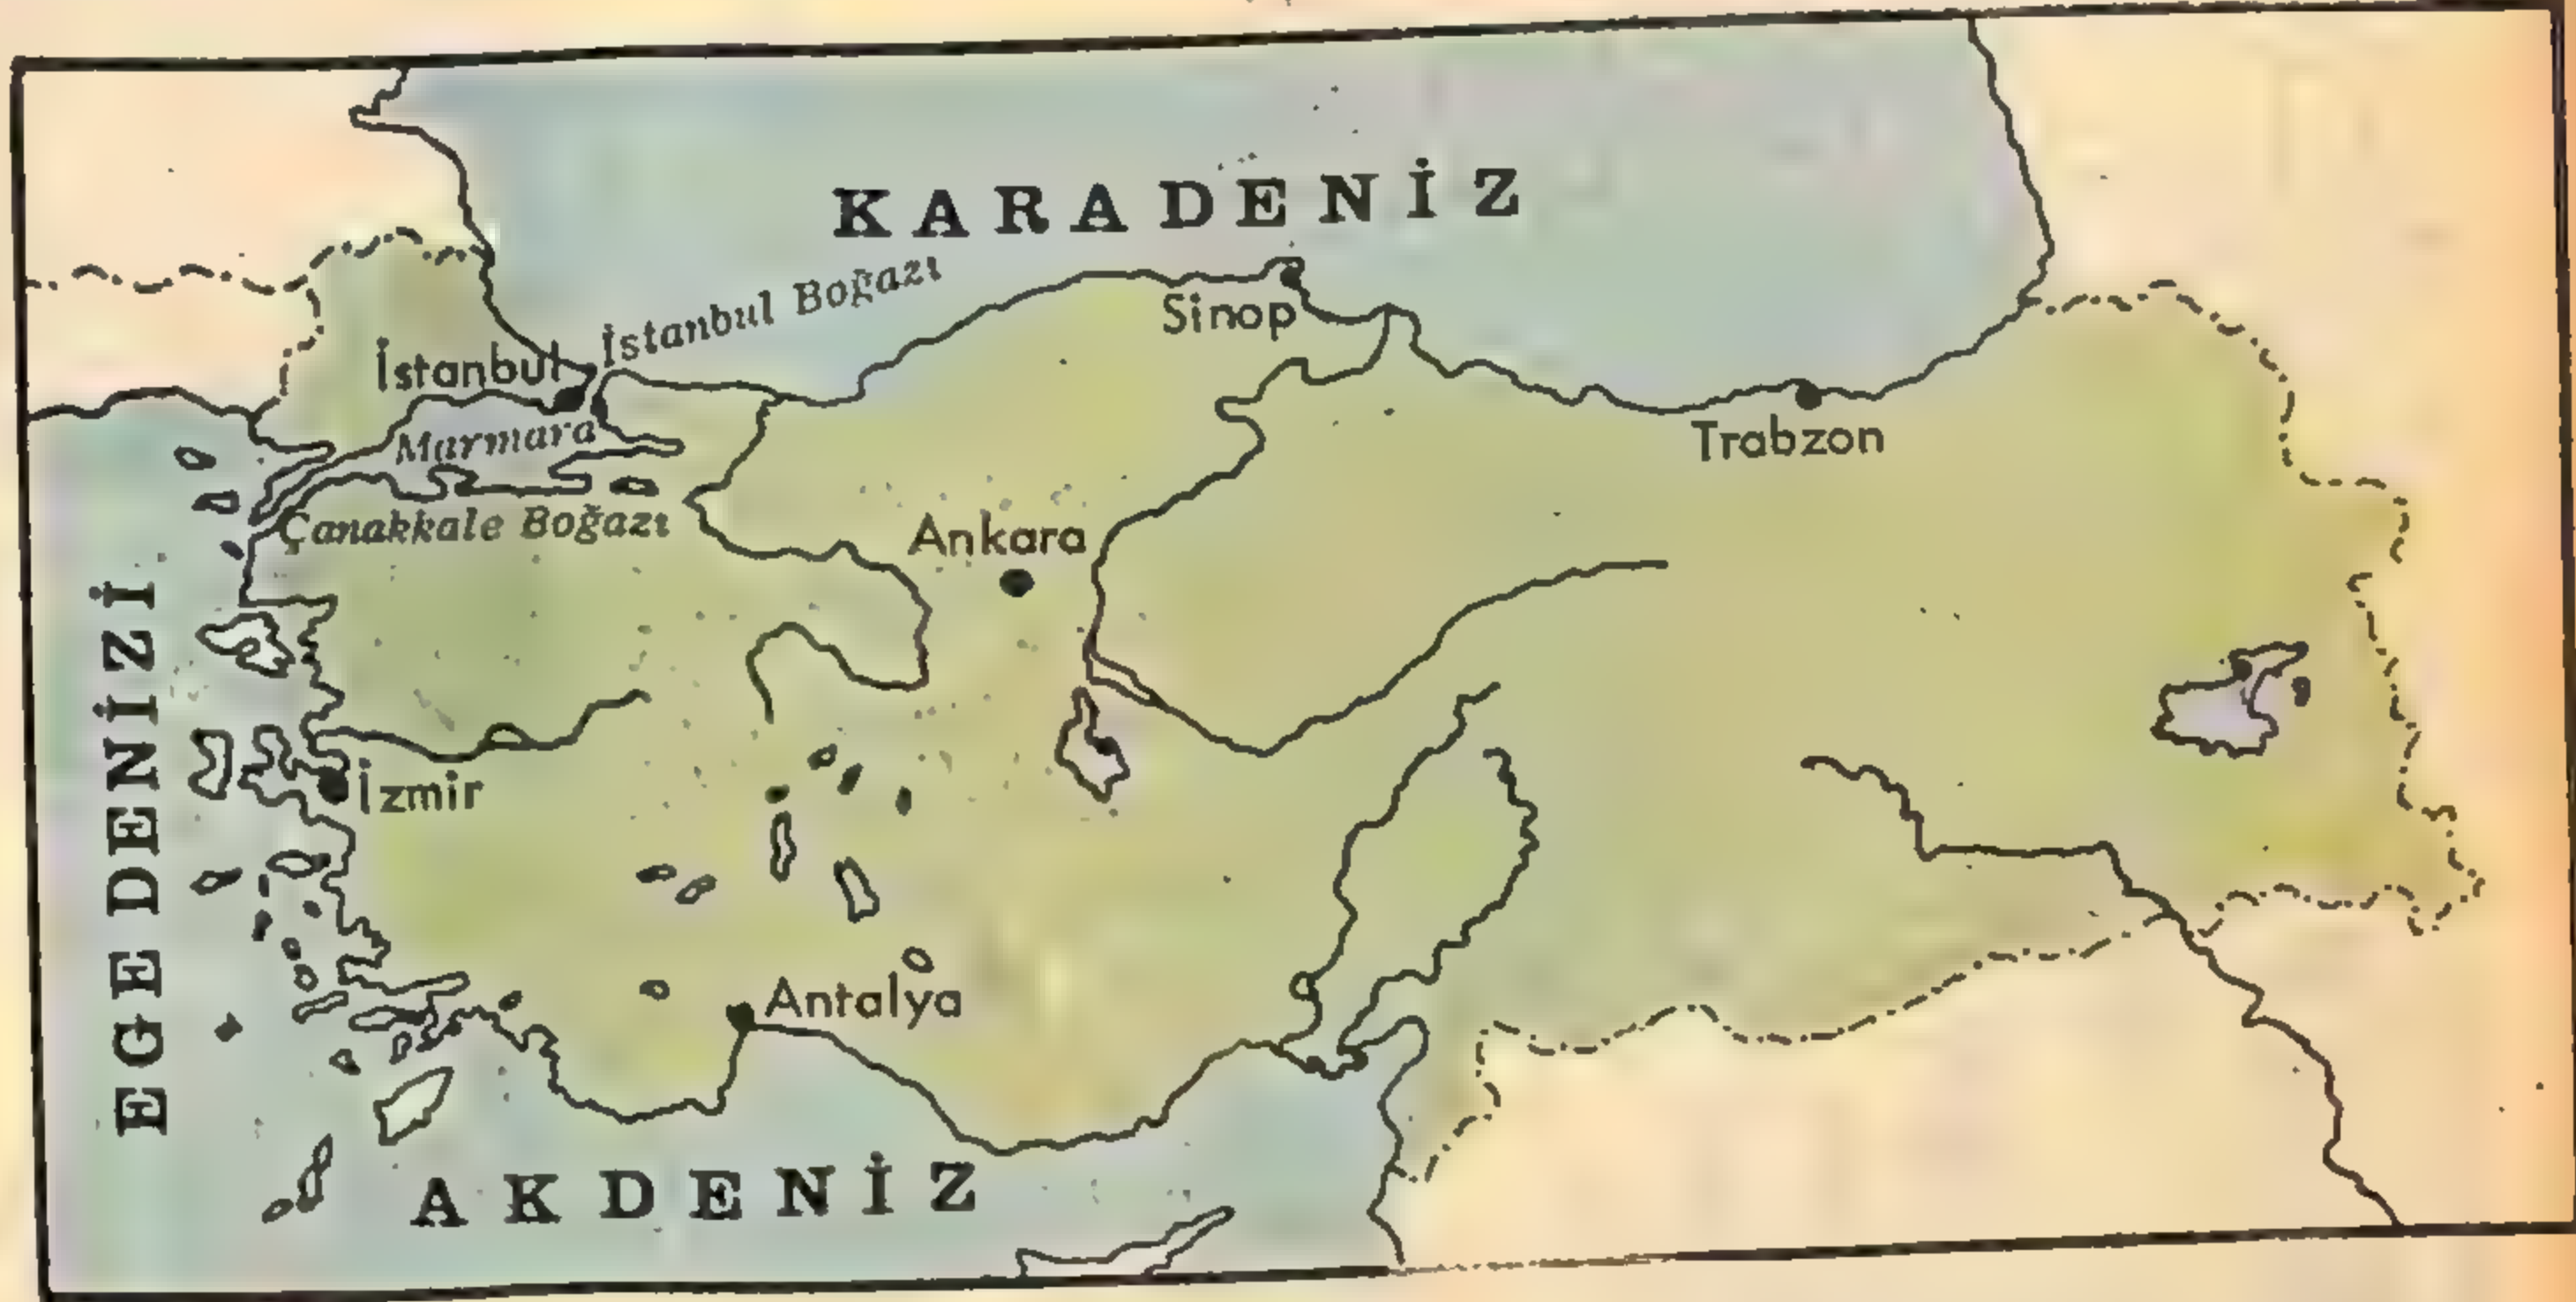 KARADENİZ
İstanbul Boğazı
Sinop
İstanbul
Marmara
Trabzon
Çanakkale Boğazı
Ankara
EGE DENİZİ
İzmir
Antalya
AKDENİZ